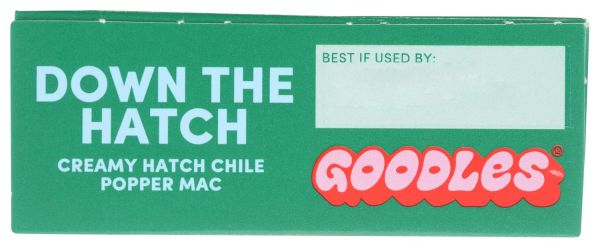 DOWN THE
HATCH
CREAMY HATCH CHILE
POPPER MAC
BEST IF USED BY:
GOODLES®